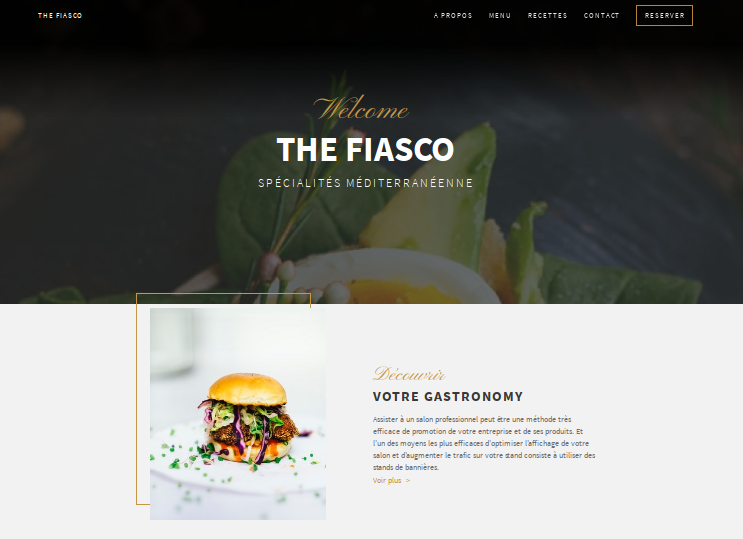 THE FIASCO
A PROPOS
MENU
RECETTES
CONTACT
RESERVER
Welcome
THE FIASCO
SPÉCIALITÉS MÉDITERRANÉENNE
Découvrir
VOTRE GASTRONOMY
Assister à un salon professionnel peut être une méthode très
efficace de promotion de votre entreprise et de ses produits. Et
l'un des moyens les plus efficaces d'optimiser l'affichage de votre
salon et d'augmenter le trafic sur votre stand consiste à utiliser des
stands de bannières.
Voir plus >